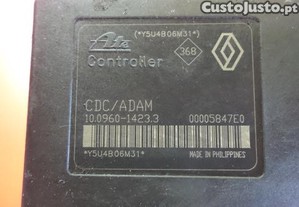 CustoJusto.pt
(*Y5U4B06M31*)
Ate
368
Controller
CDC/ADAM
10.0960-1423.3 00005847E0
*Y5U4B06M31*
MADE IN PHILIPPINES